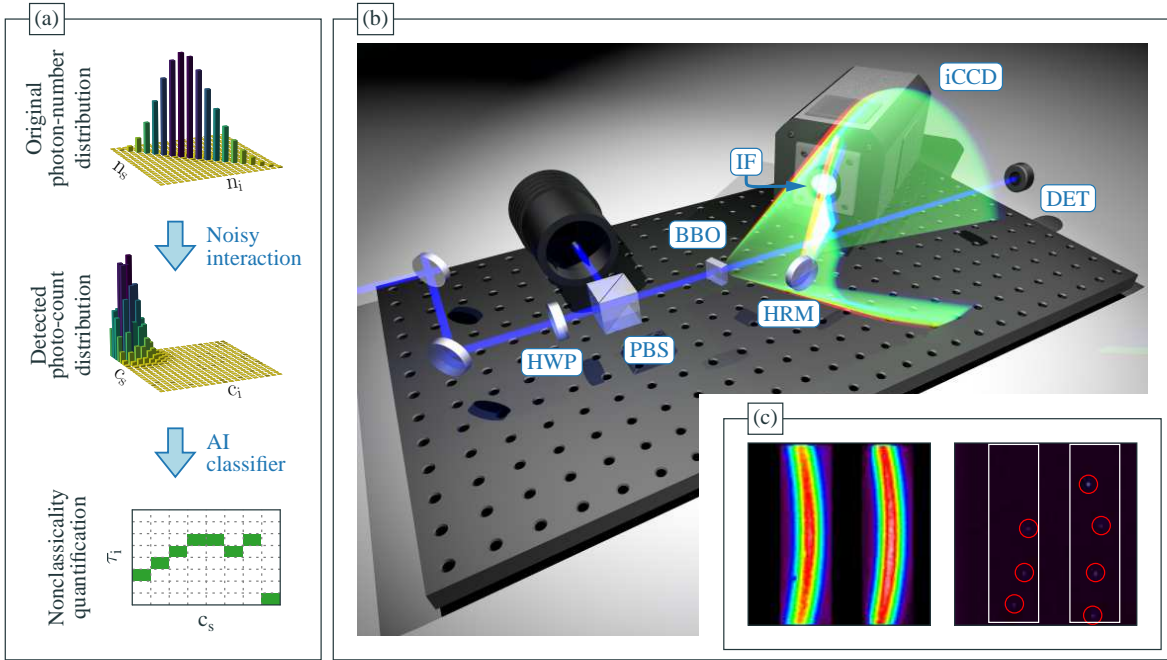 (a)
Original
photon-number
distribution
n_s
n_i
Noisy
interaction
Detected
photo-count
distribution
c_s
c_i
AI
classifier
Nonclassicality
quantification
τ_i
c_s
(b)
iCCD
IF
DET
BBO
HRM
PBS
HWP
(c)